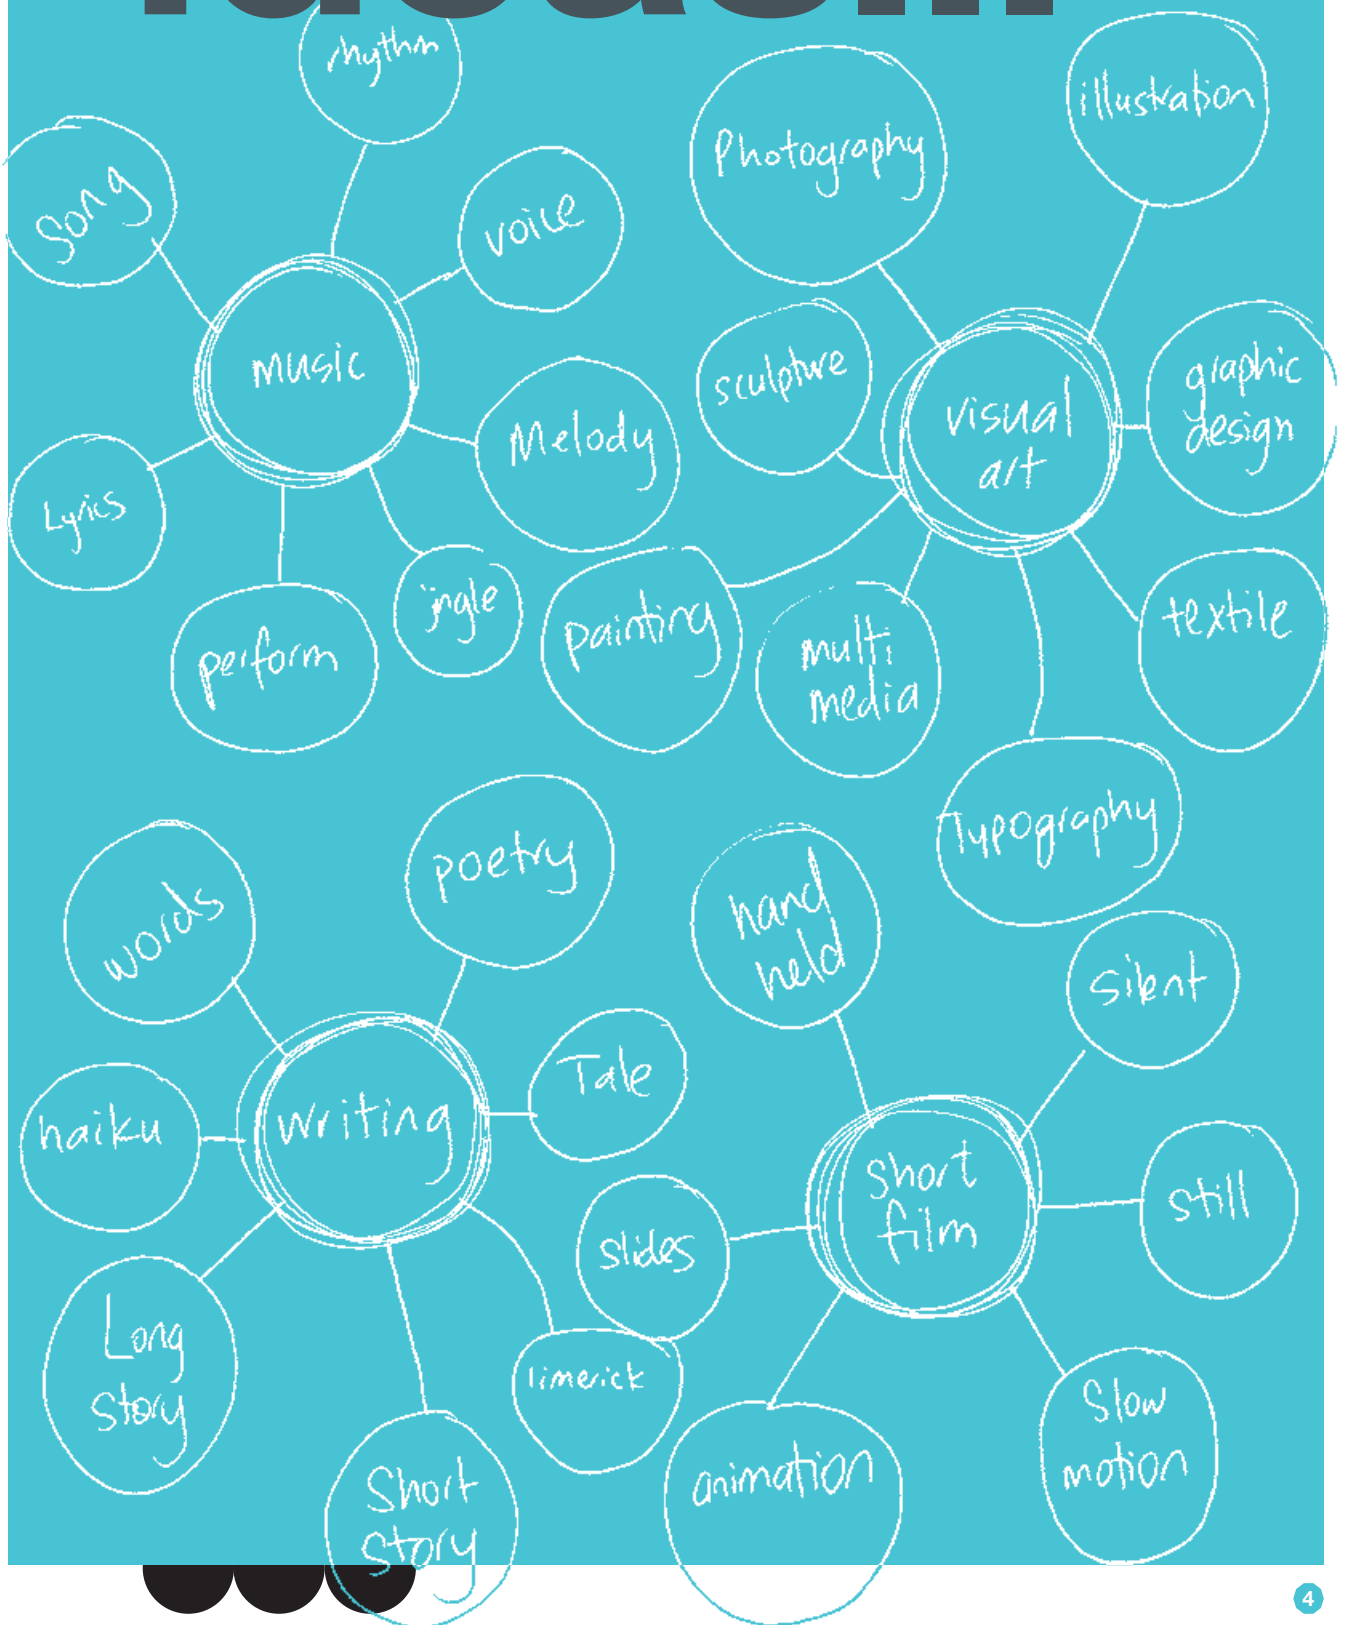 rhythm
Song
voice
music
Melody
Lyrics
perform
jingle
Photography
illustration
sculpture
visual
art
graphic
design
painting
multi
media
textile
Typography
words
poetry
haiku
writing
Tale
Long
story
Short
story
limerick
hand
held
silent
short
film
still
slides
animation
Slow
motion
4